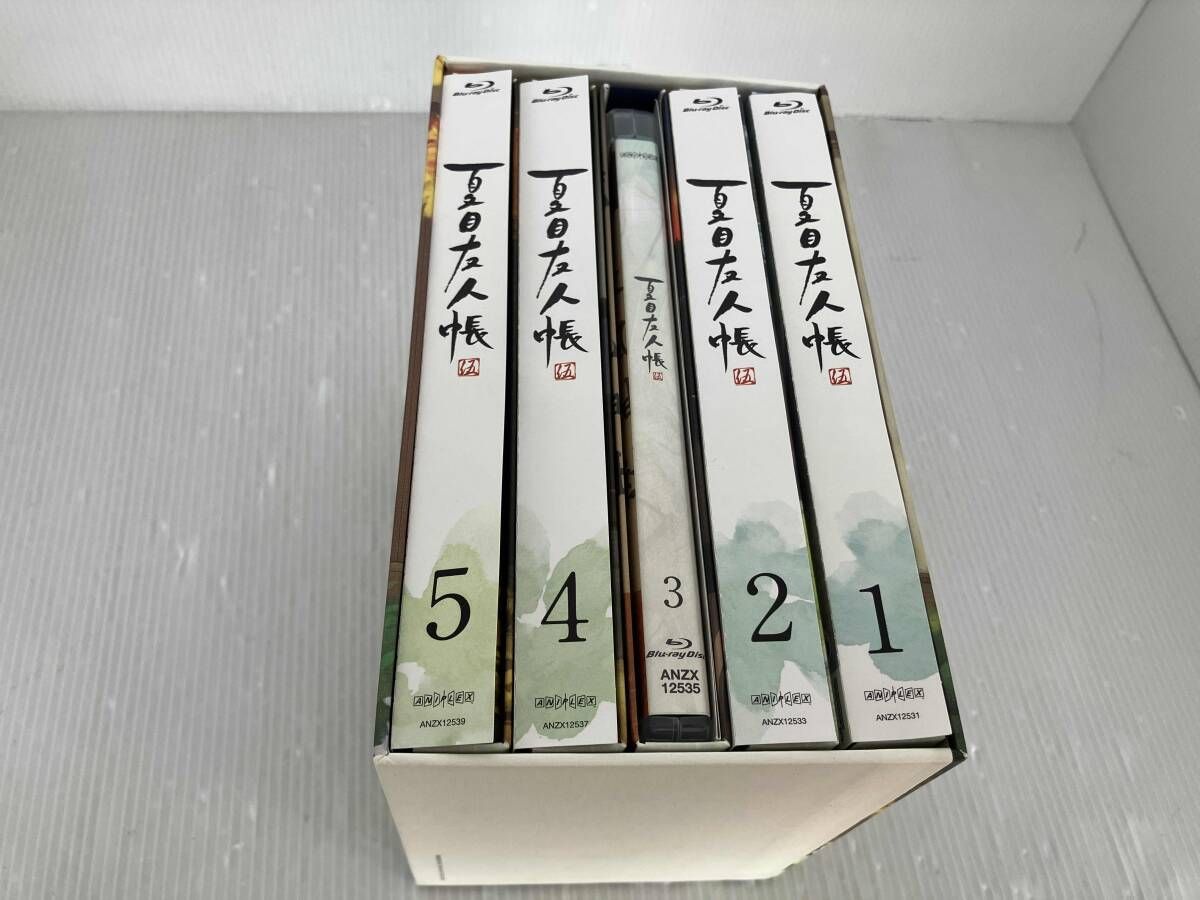 Blu-ray Disc
夏目友人帳
伍
5
ANIPLEX
ANZX12539
Blu-ray Disc
夏目友人帳
伍
4
ANIPLEX
ANZX12537
夏目友人帳
伍
3
Blu-ray Disc
ANZX
12535
Blu-ray Disc
夏目友人帳
伍
2
ANIPLEX
ANZX12533
Blu-ray Disc
夏目友人帳
伍
1
ANIPLEX
ANZX12531